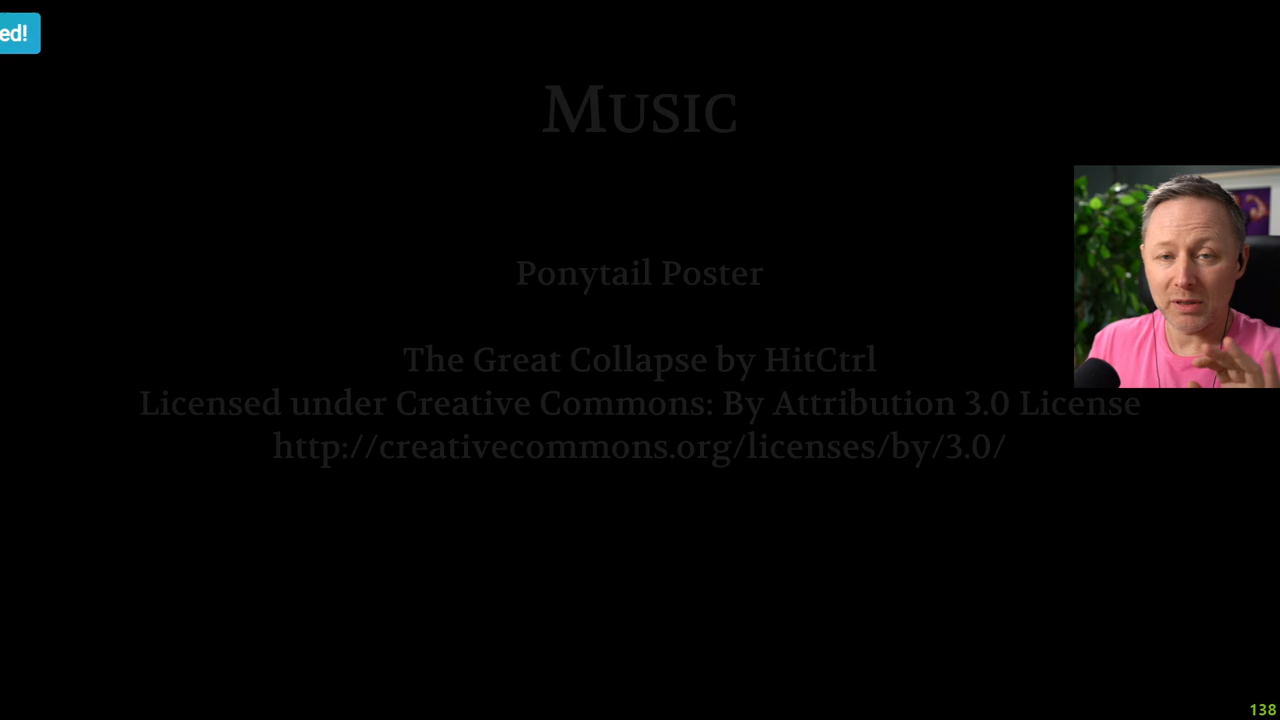 ed!
MUSIC
Ponytail Poster
The Great Collapse by HitCtrl
Licensed under Creative Commons: By Attribution 3.0 License
http://creativecommons.org/licenses/by/3.0/
138